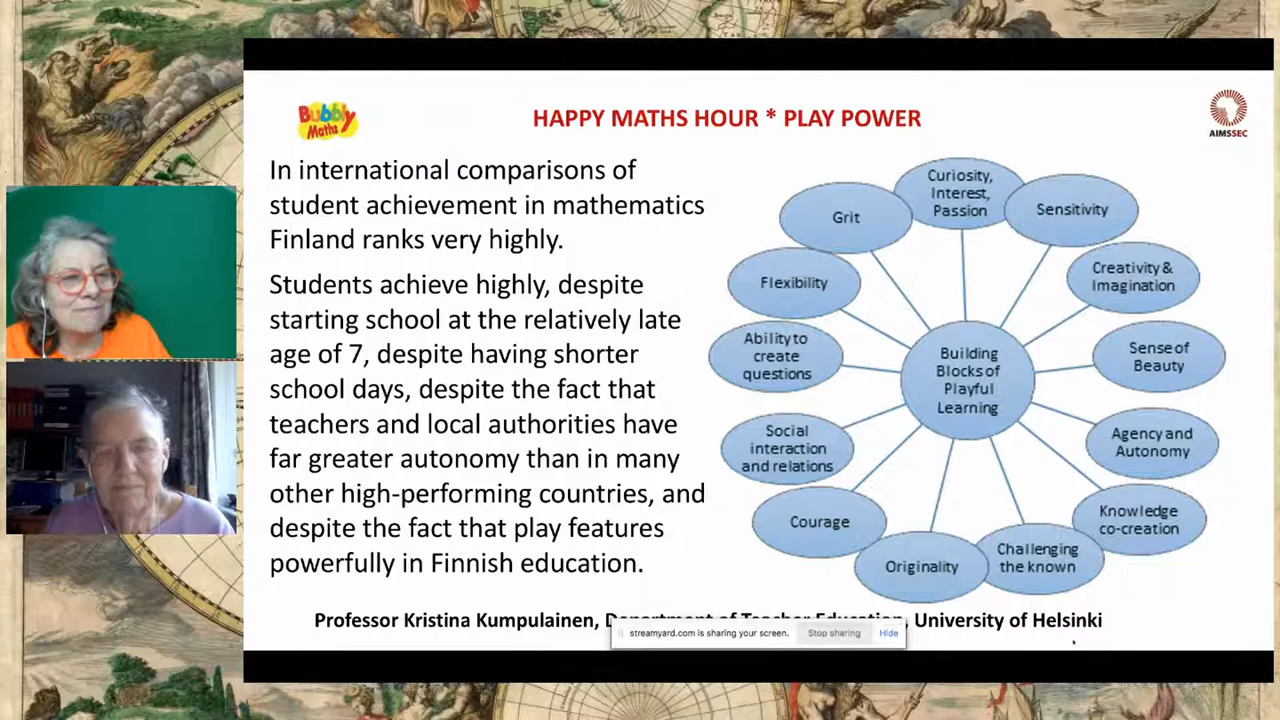 Bubbly
Maths
HAPPY MATHS HOUR * PLAY POWER
AIMSSEC
In international comparisons of
student achievement in mathematics
Finland ranks very highly.
Students achieve highly, despite
starting school at the relatively late
age of 7, despite having shorter
school days, despite the fact that
teachers and local authorities have
far greater autonomy than in many
other high-performing countries, and
despite the fact that play features
powerfully in Finnish education.
Curiosity,
Interest,
Passion
Sensitivity
Creativity &
Imagination
Sense of
Beauty
Agency and
Autonomy
Knowledge
co-creation
Challenging
the known
Originality
Courage
Social
interaction
and relations
Ability to
create
questions
Flexibility
Grit
Building
Blocks of
Playful
Learning
Professor Kristina Kumpulainen, Department of Teacher Education, University of Helsinki
streamyard.com is sharing your screen.
Stop sharing
Hide